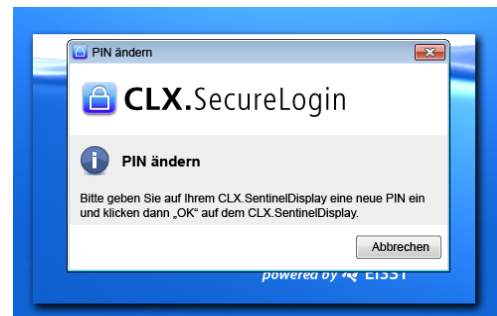 PIN ändern
CLX.SecureLogin
PIN ändern
Bitte geben Sie auf Ihrem CLX.SentinelDisplay eine neue PIN ein
und klicken dann „OK“ auf dem CLX.SentinelDisplay.
Abbrechen
powered by EISST